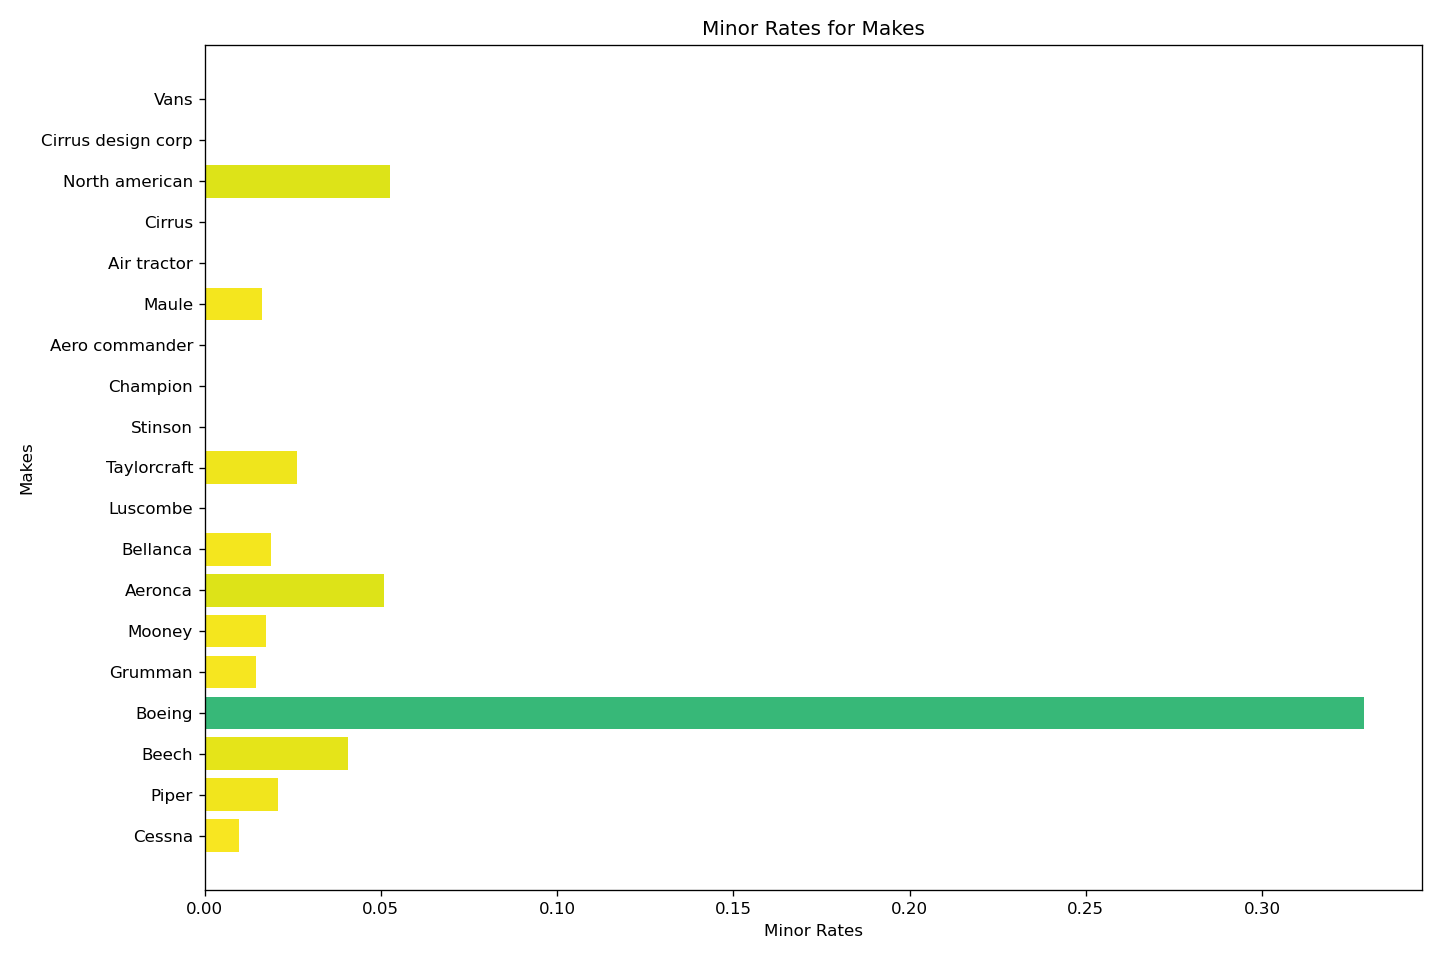 Minor Rates for Makes
Vans
Cirrus design corp
North american
Cirrus
Air tractor
Maule
Aero commander
Champion
Stinson
Taylorcraft
Luscombe
Bellanca
Aeronca
Mooney
Grumman
Boeing
Beech
Piper
Cessna
Makes
0.00 0.05 0.10 0.15 0.20 0.25 0.30
Minor Rates